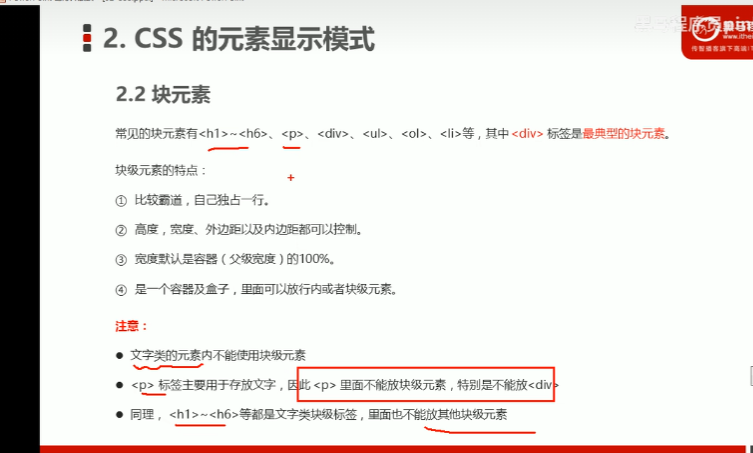 2. CSS 的元素显示模式
2.2 块元素
常见的块元素有<h1>~<h6>、<p>、<div>、<ul>、<ol>、<li>等，其中 <div> 标签是最典型的块元素。
块级元素的特点：
① 比较霸道，自己独占一行。
② 高度，宽度、外边距以及内边距都可以控制。
③ 宽度默认是容器（父级宽度）的100%。
④ 是一个容器及盒子，里面可以放行内或者块级元素。
注意：
● 文字类的元素内不能使用块级元素
● <p> 标签主要用于存放文字，因此 <p> 里面不能放块级元素，特别是不能放<div>
● 同理， <h1>~<h6>等都是文字类块级标签，里面也不能放其他块级元素